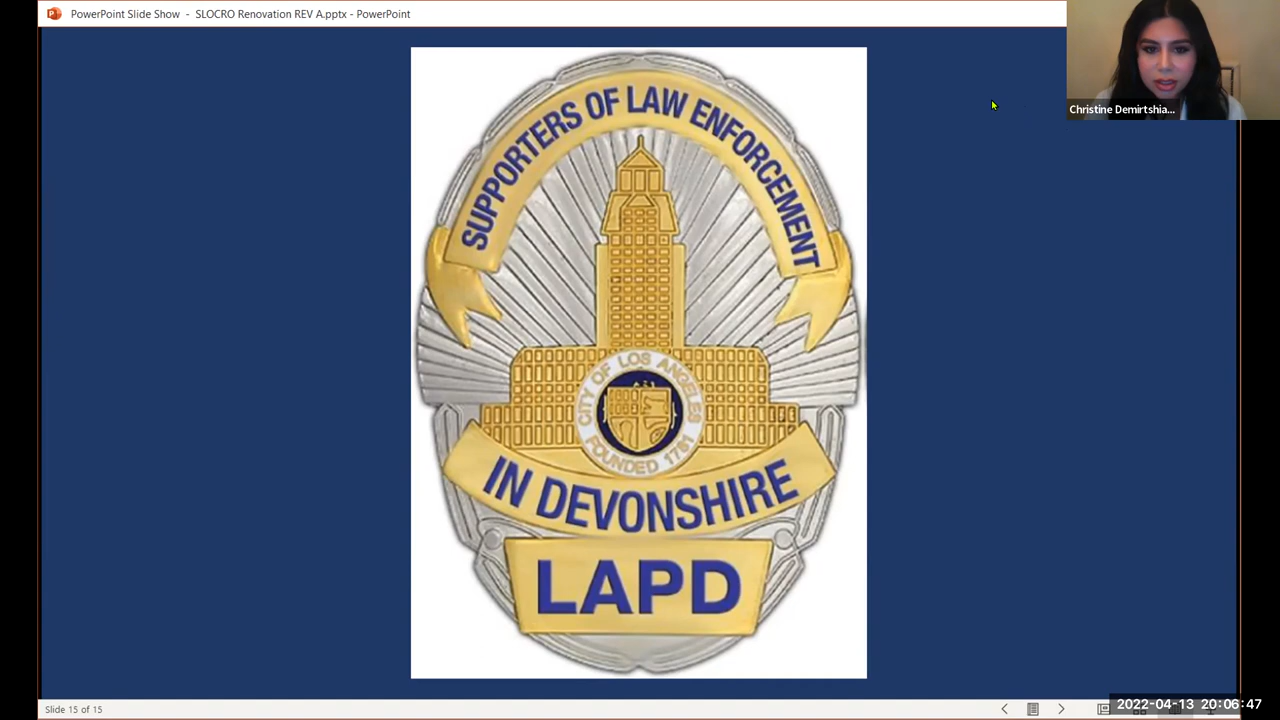 PowerPoint Slide Show - SLOCRO Renovation REV A.pptx - PowerPoint
Christine Demirtshia...
SUPPORTERS OF LAW ENFORCEMENT
CITY OF LOS ANGELES
FOUNDED 1781
IN DEVONSHIRE
LAPD
Slide 15 of 15
2022-04-13 20:06:47